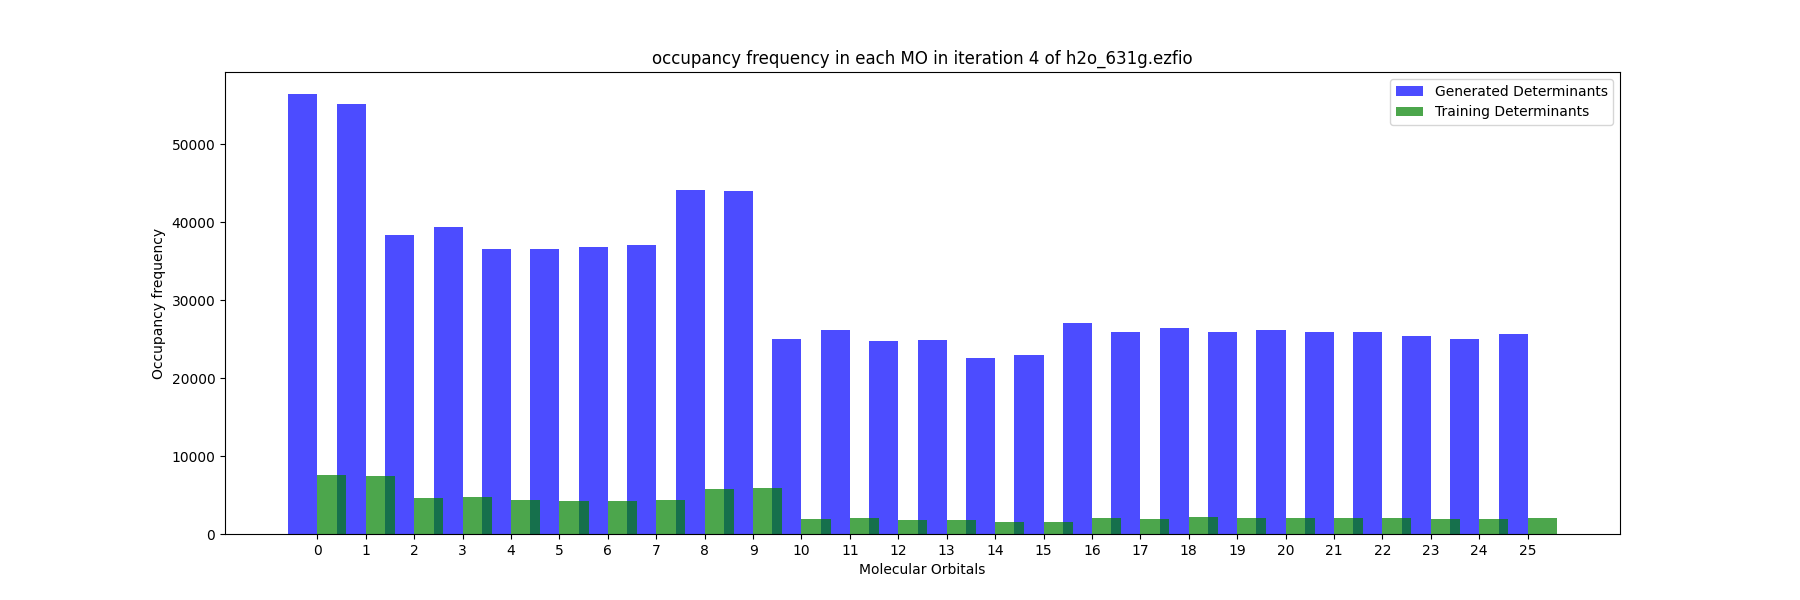 occupancy frequency in each MO in iteration 4 of h2o_631g.ezfio
Generated Determinants
Training Determinants
50000
40000
30000
20000
10000
0
Occupancy frequency
0 1 2 3 4 5 6 7 8 9 10 11 12 13 14 15 16 17 18 19 20 21 22 23 24 25
Molecular Orbitals